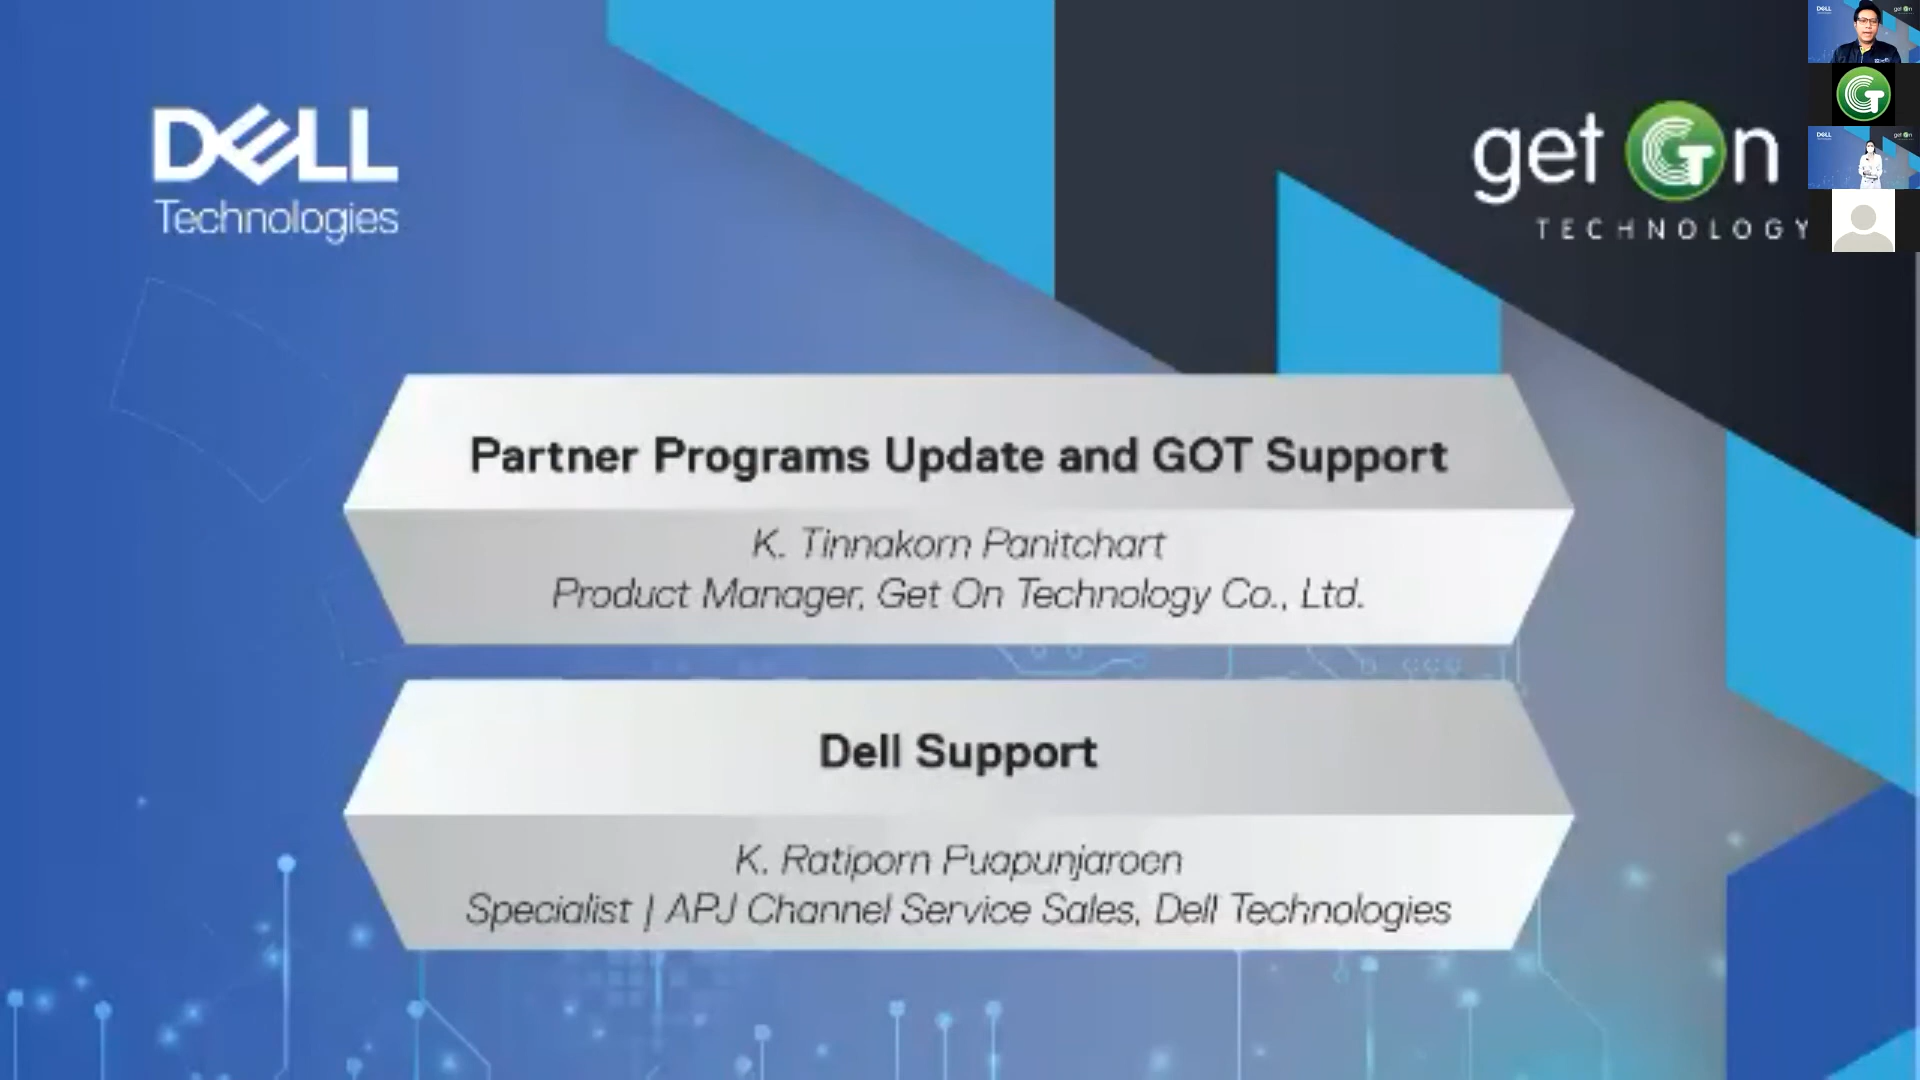 DELL
Technologies
get On
TECHNOLOGY
Partner Programs Update and GOT Support
K. Tinnakorn Panitchart
Product Manager, Get On Technology Co., Ltd.
Dell Support
K. Ratiporn Puapunjaroen
Specialist | APJ Channel Service Sales, Dell Technologies